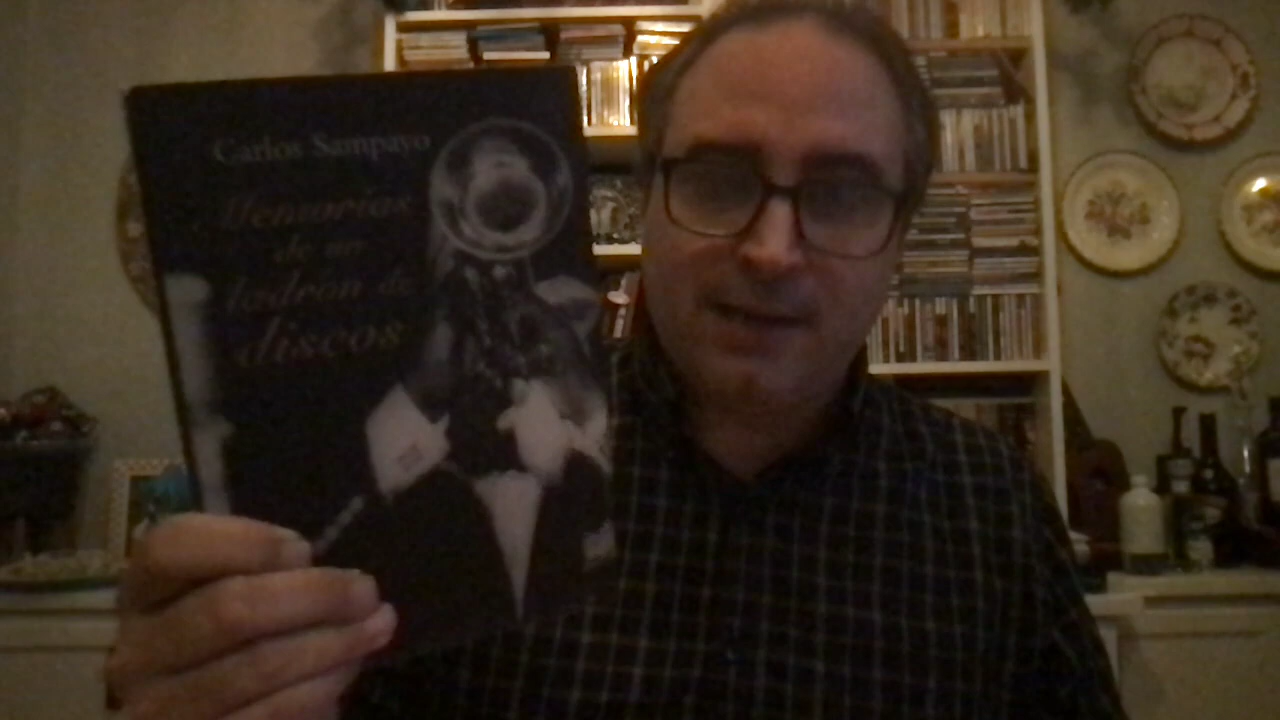 Carlos Sampayo
Memorias
de un
ladrón de
discos